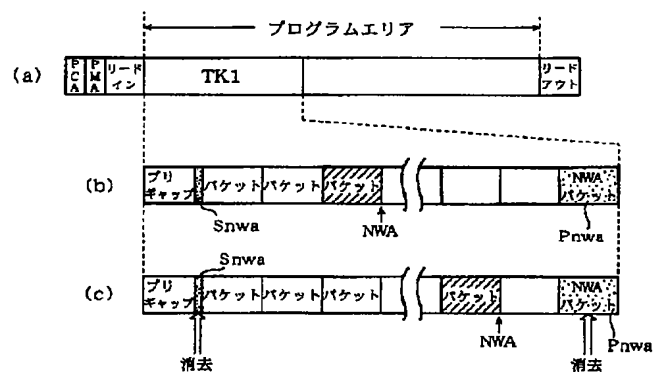 プログラムエリア
(a) PCA PMA リードイン TK1 リードアウト
(b) プリギャップ パケット パケット パケット NWAパケット
Snwa NWA Pnwa
Snwa
(c) プリギャップ パケット パケット パケット パケット NWAパケット
消去 NWA 消去 Pnwa